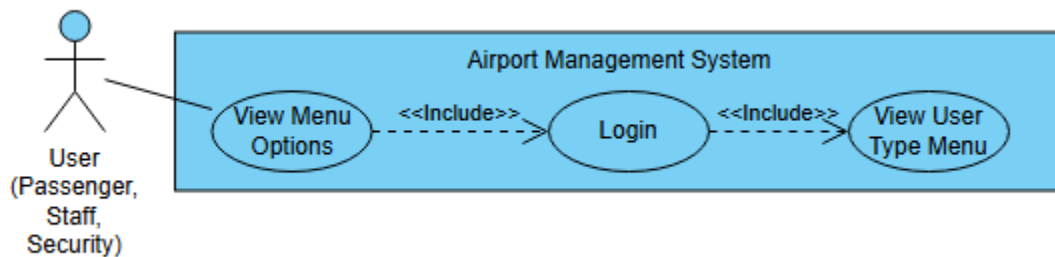 Airport Management System
View Menu
Options
<<Include>>
Login
<<Include>>
View User
Type Menu
User
(Passenger,
Staff,
Security)